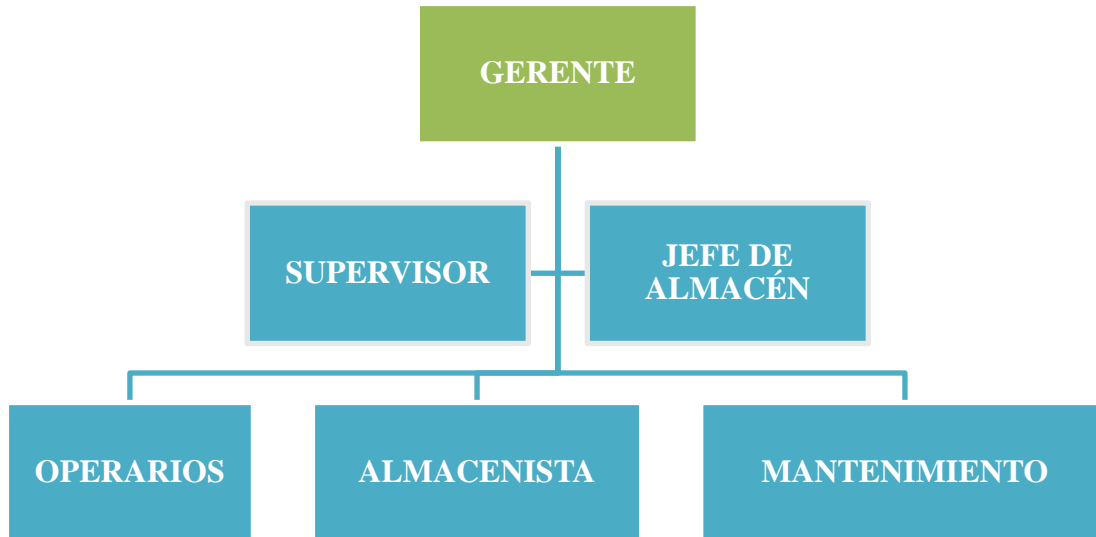 GERENTE
SUPERVISOR
JEFE DE
ALMACÉN
OPERARIOS
ALMACENISTA
MANTENIMIENTO